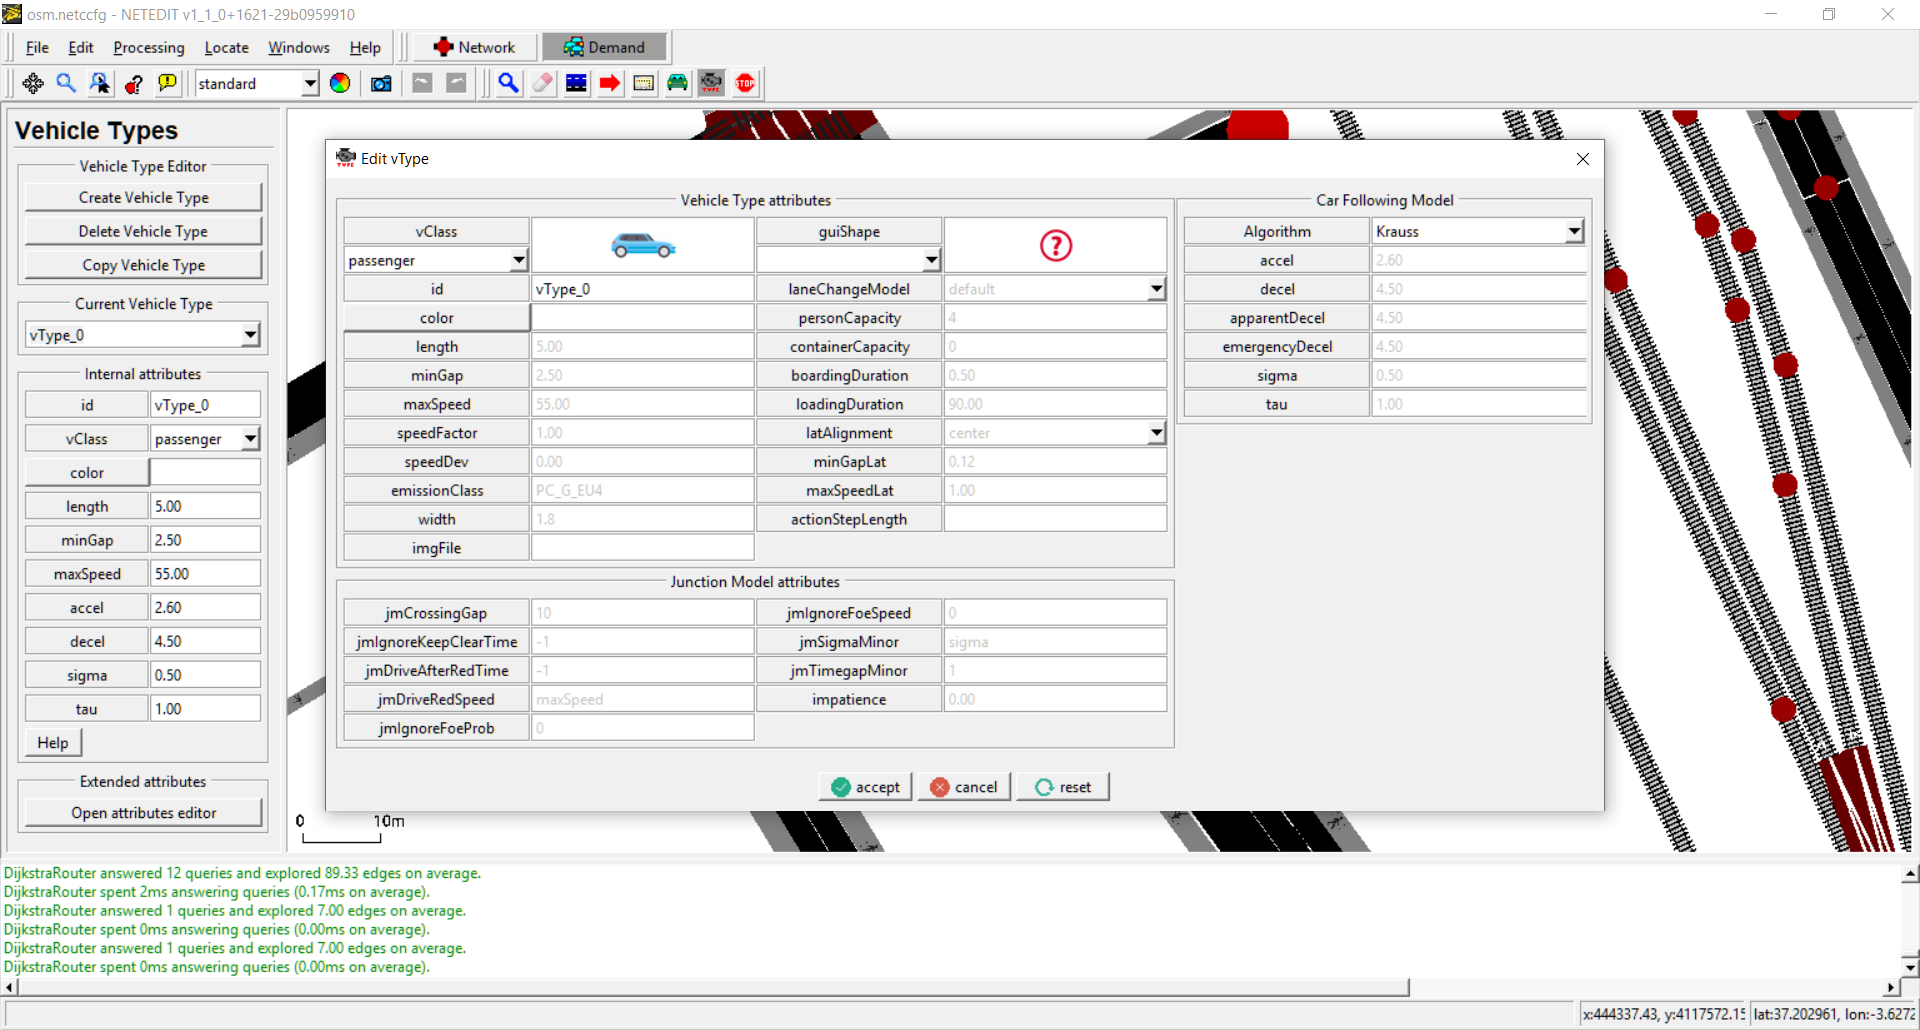 osm.netccfg - NETEDIT v1_1_0+1621-29b0959910
File Edit Processing Locate Windows Help Network Demand
standard TYPE STOP
Vehicle Types
Vehicle Type Editor
Create Vehicle Type
Delete Vehicle Type
Copy Vehicle Type
Current Vehicle Type
vType_0
Internal attributes
id vType_0
vClass passenger
color
length 5.00
minGap 2.50
maxSpeed 55.00
accel 2.60
decel 4.50
sigma 0.50
tau 1.00
Help
Extended attributes
Open attributes editor
TYPE Edit vType
Vehicle Type attributes
vClass guiShape
passenger
id vType_0 laneChangeModel default
color personCapacity 4
length 5.00 containerCapacity 0
minGap 2.50 boardingDuration 0.50
maxSpeed 55.00 loadingDuration 90.00
speedFactor 1.00 latAlignment center
speedDev 0.00 minGapLat 0.12
emissionClass PC_G_EU4 maxSpeedLat 1.00
width 1.8 actionStepLength
imgFile
Car Following Model
Algorithm Krauss
accel 2.60
decel 4.50
apparentDecel 4.50
emergencyDecel 4.50
sigma 0.50
tau 1.00
Junction Model attributes
jmCrossingGap 10 jmIgnoreFoeSpeed 0
jmIgnoreKeepClearTime -1 jmSigmaMinor sigma
jmDriveAfterRedTime -1 jmTimegapMinor 1
jmDriveRedSpeed maxSpeed impatience 0.00
jmIgnoreFoeProb 0
accept cancel reset
0 10m
DijkstraRouter answered 12 queries and explored 89.33 edges on average.
DijkstraRouter spent 2ms answering queries (0.17ms on average).
DijkstraRouter answered 1 queries and explored 7.00 edges on average.
DijkstraRouter spent 0ms answering queries (0.00ms on average).
DijkstraRouter answered 1 queries and explored 7.00 edges on average.
DijkstraRouter spent 0ms answering queries (0.00ms on average).
x:444337.43, y:4117572.15 lat:37.202961, lon:-3.6272